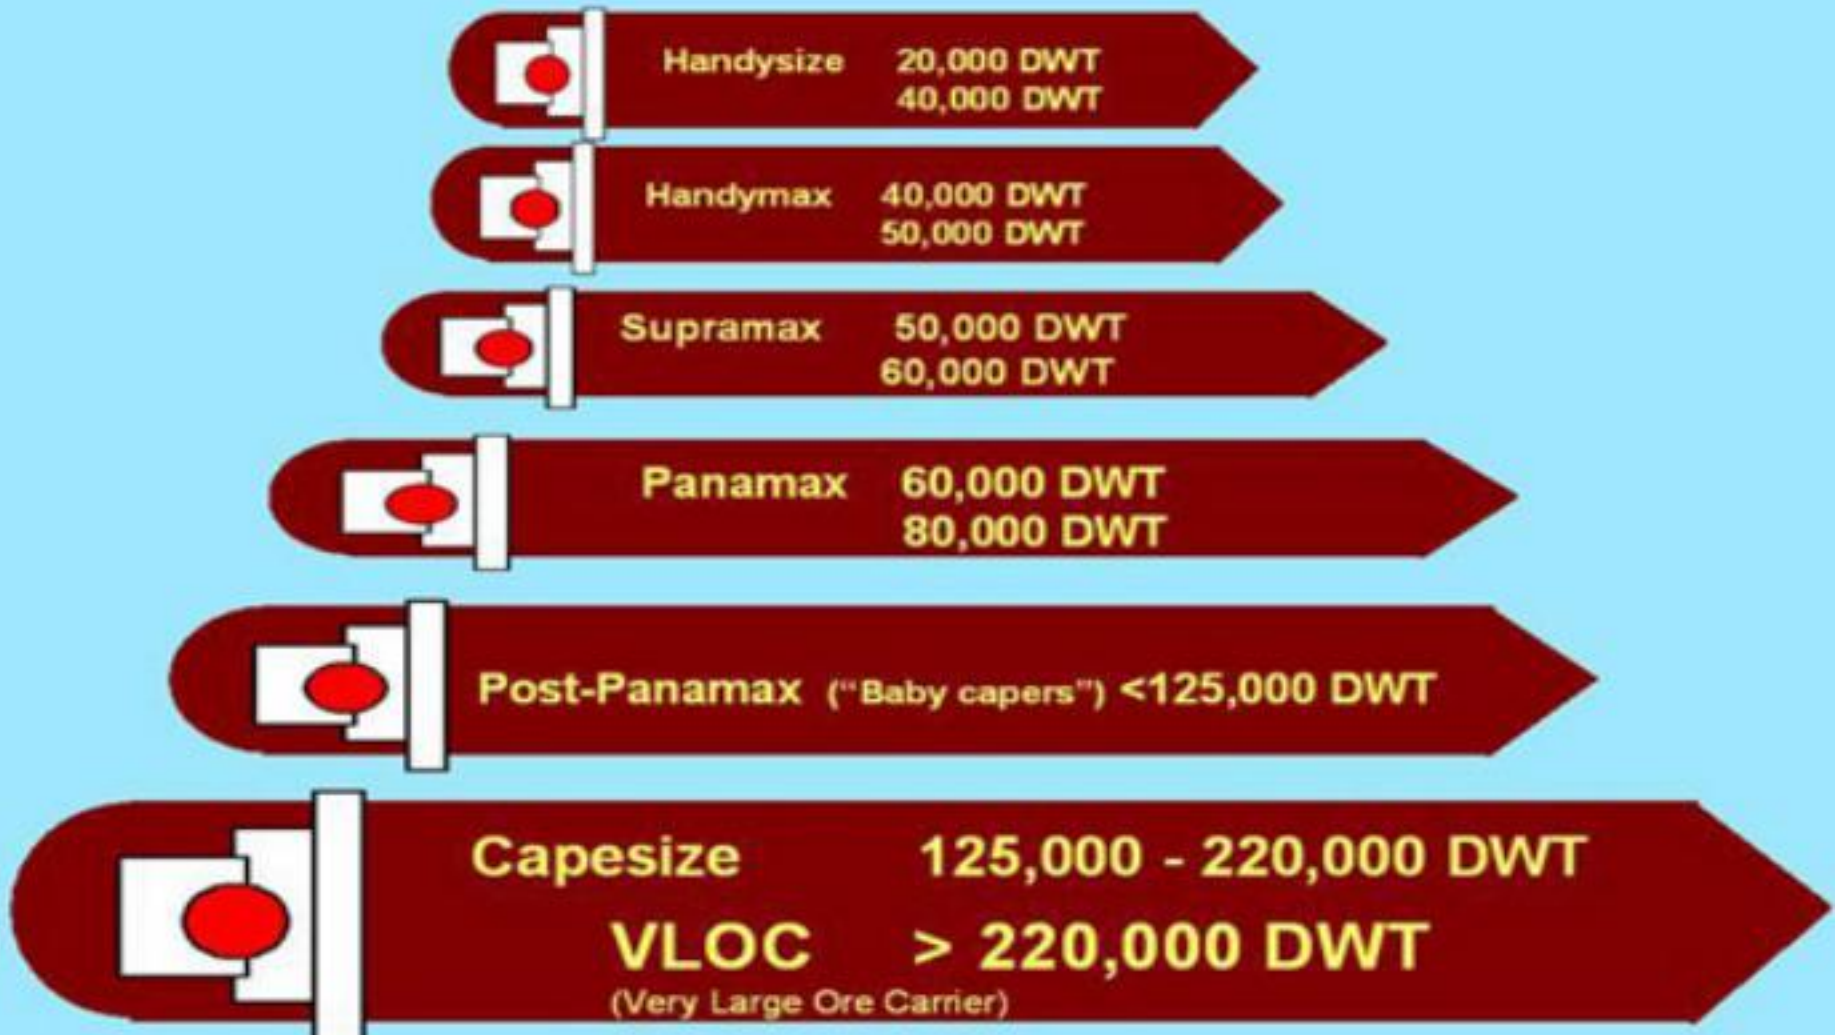 Handysize 20,000 DWT
40,000 DWT
Handymax 40,000 DWT
50,000 DWT
Supramax 50,000 DWT
60,000 DWT
Panamax 60,000 DWT
80,000 DWT
Post-Panamax (“Baby capers”) <125,000 DWT
Capesize 125,000 - 220,000 DWT
VLOC > 220,000 DWT
(Very Large Ore Carrier)